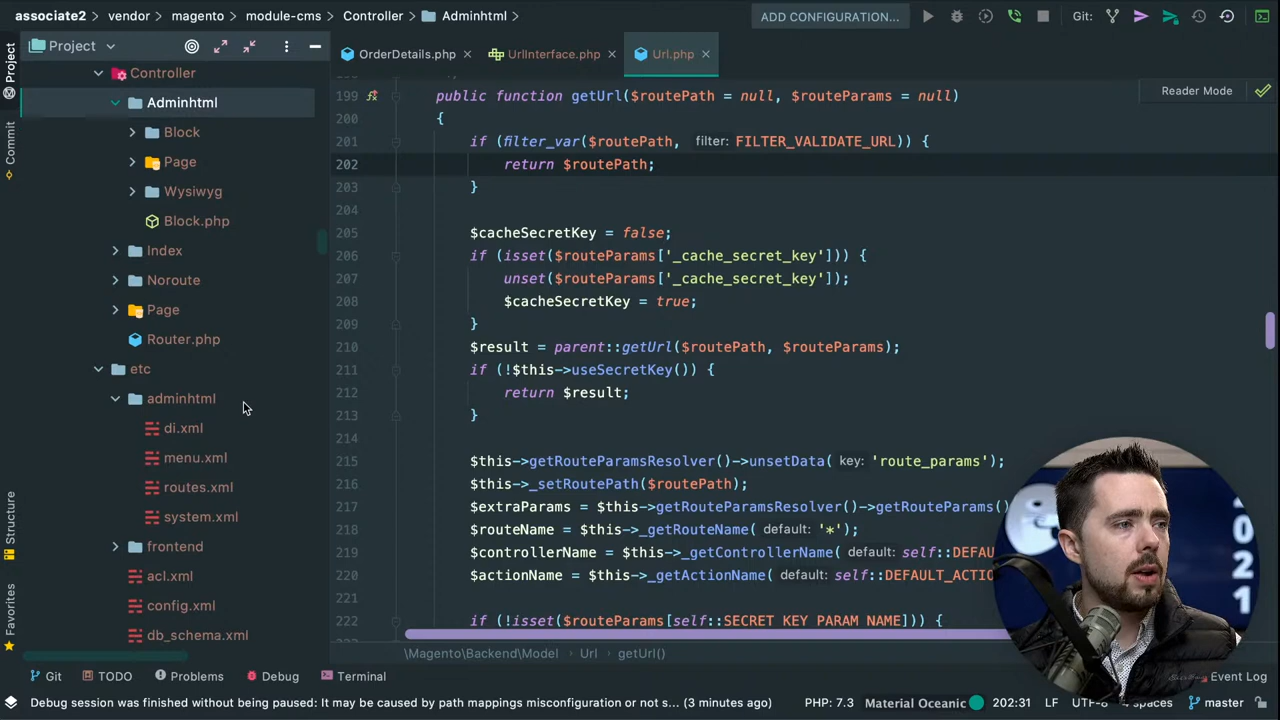 associate2 > vendor > magento > module-cms > Controller > Adminhtml >
ADD CONFIGURATION...
Git:
Project
OrderDetails.php ×
UrlInterface.php ×
Url.php ×
Reader Mode
Project
Commit
Structure
Favorites
Controller
Adminhtml
Block
Page
Wysiwyg
Block.php
Index
Noroute
Page
Router.php
etc
adminhtml
di.xml
menu.xml
routes.xml
system.xml
frontend
acl.xml
config.xml
db_schema.xml
199 public function getUrl($routePath = null, $routeParams = null)
200 {
201 if (filter_var($routePath, filter: FILTER_VALIDATE_URL)) {
202 return $routePath;
203 }
204
205 $cacheSecretKey = false;
206 if (isset($routeParams['_cache_secret_key'])) {
207 unset($routeParams['_cache_secret_key']);
208 $cacheSecretKey = true;
209 }
210 $result = parent::getUrl($routePath, $routeParams);
211 if (!$this->useSecretKey()) {
212 return $result;
213 }
214
215 $this->getRouteParamsResolver()->unsetData( key: 'route_params');
216 $this->_setRoutePath($routePath);
217 $extraParams = $this->getRouteParamsResolver()->getRouteParams()
218 $routeName = $this->_getRouteName( default: '*');
219 $controllerName = $this->_getControllerName( default: self::DEFA
220 $actionName = $this->_getActionName( default: self::DEFAULT_ACTIO
221
222 if (!isset($routeParams[self::SECRET_KEY_PARAM_NAME])) {
2
0
2
1
\Magento\Backend\Model > Url > getUrl()
Git
TODO
Problems
Debug
Terminal
Event Log
Debug session was finished without being paused: It may be caused by path mappings misconfiguration or not s... (3 minutes ago)
PHP: 7.3
Material Oceanic
202:31
LF
UTF-8
4 spaces
master